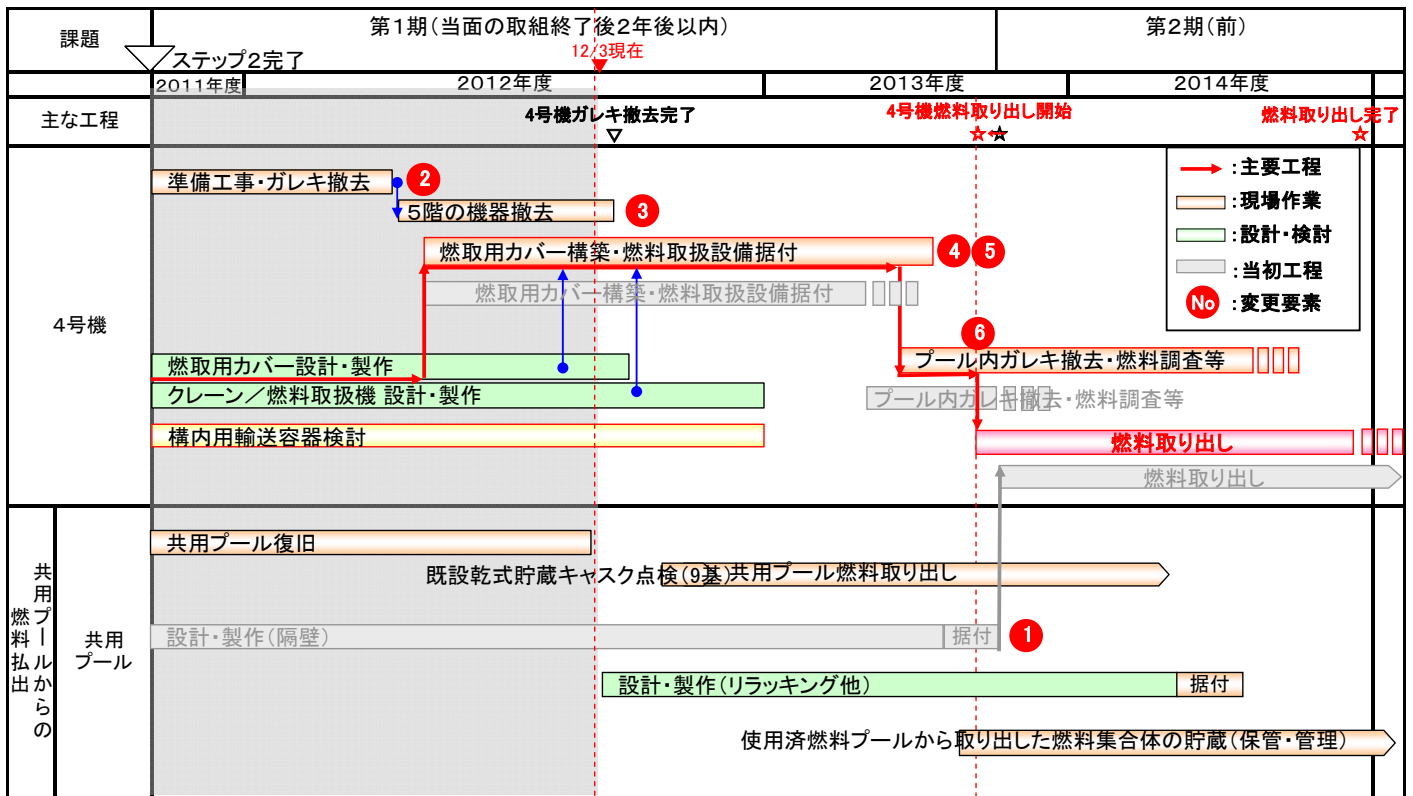 課題
第1期(当面の取組終了後2年後以内)
第2期(前)
ステップ2完了
12/3現在
2011年度
2012年度
2013年度
2014年度
主な工程
4号機ガレキ撤去完了
▽
4号機燃料取り出し開始
☆⇠☆
燃料取り出し完了
☆
4号機
準備工事・ガレキ撤去
2
5階の機器撤去
3
燃取用カバー構築・燃料取扱設備据付
4
5
燃取用カバー構築・燃料取扱設備据付
:主要工程
:現場作業
:設計・検討
:当初工程
No
:変更要素
6
燃取用カバー設計・製作
プール内ガレキ撤去・燃料調査等
クレーン/燃料取扱機 設計・製作
プール内ガレキ撤去・燃料調査等
構内用輸送容器検討
燃料取り出し
燃料取り出し
共用プールからの
燃料払出
共用
プール
共用プール復旧
既設乾式貯蔵キャスク点検(9基)
共用プール燃料取り出し
設計・製作(隔壁)
据付
1
設計・製作(リラッキング他)
据付
使用済燃料プールから取り出した燃料集合体の貯蔵(保管・管理)